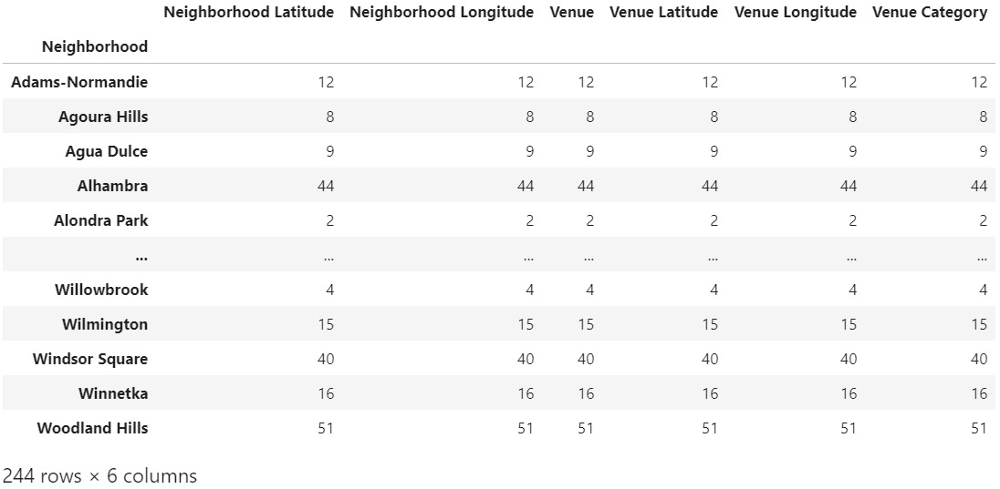 Neighborhood Latitude Neighborhood Longitude Venue Venue Latitude Venue Longitude Venue Category
Neighborhood
Adams-Normandie 12 12 12 12 12 12
Agoura Hills 8 8 8 8 8 8
Agua Dulce 9 9 9 9 9 9
Alhambra 44 44 44 44 44 44
Alondra Park 2 2 2 2 2 2
... ... ... ... ... ... ...
Willowbrook 4 4 4 4 4 4
Wilmington 15 15 15 15 15 15
Windsor Square 40 40 40 40 40 40
Winnetka 16 16 16 16 16 16
Woodland Hills 51 51 51 51 51 51
244 rows × 6 columns